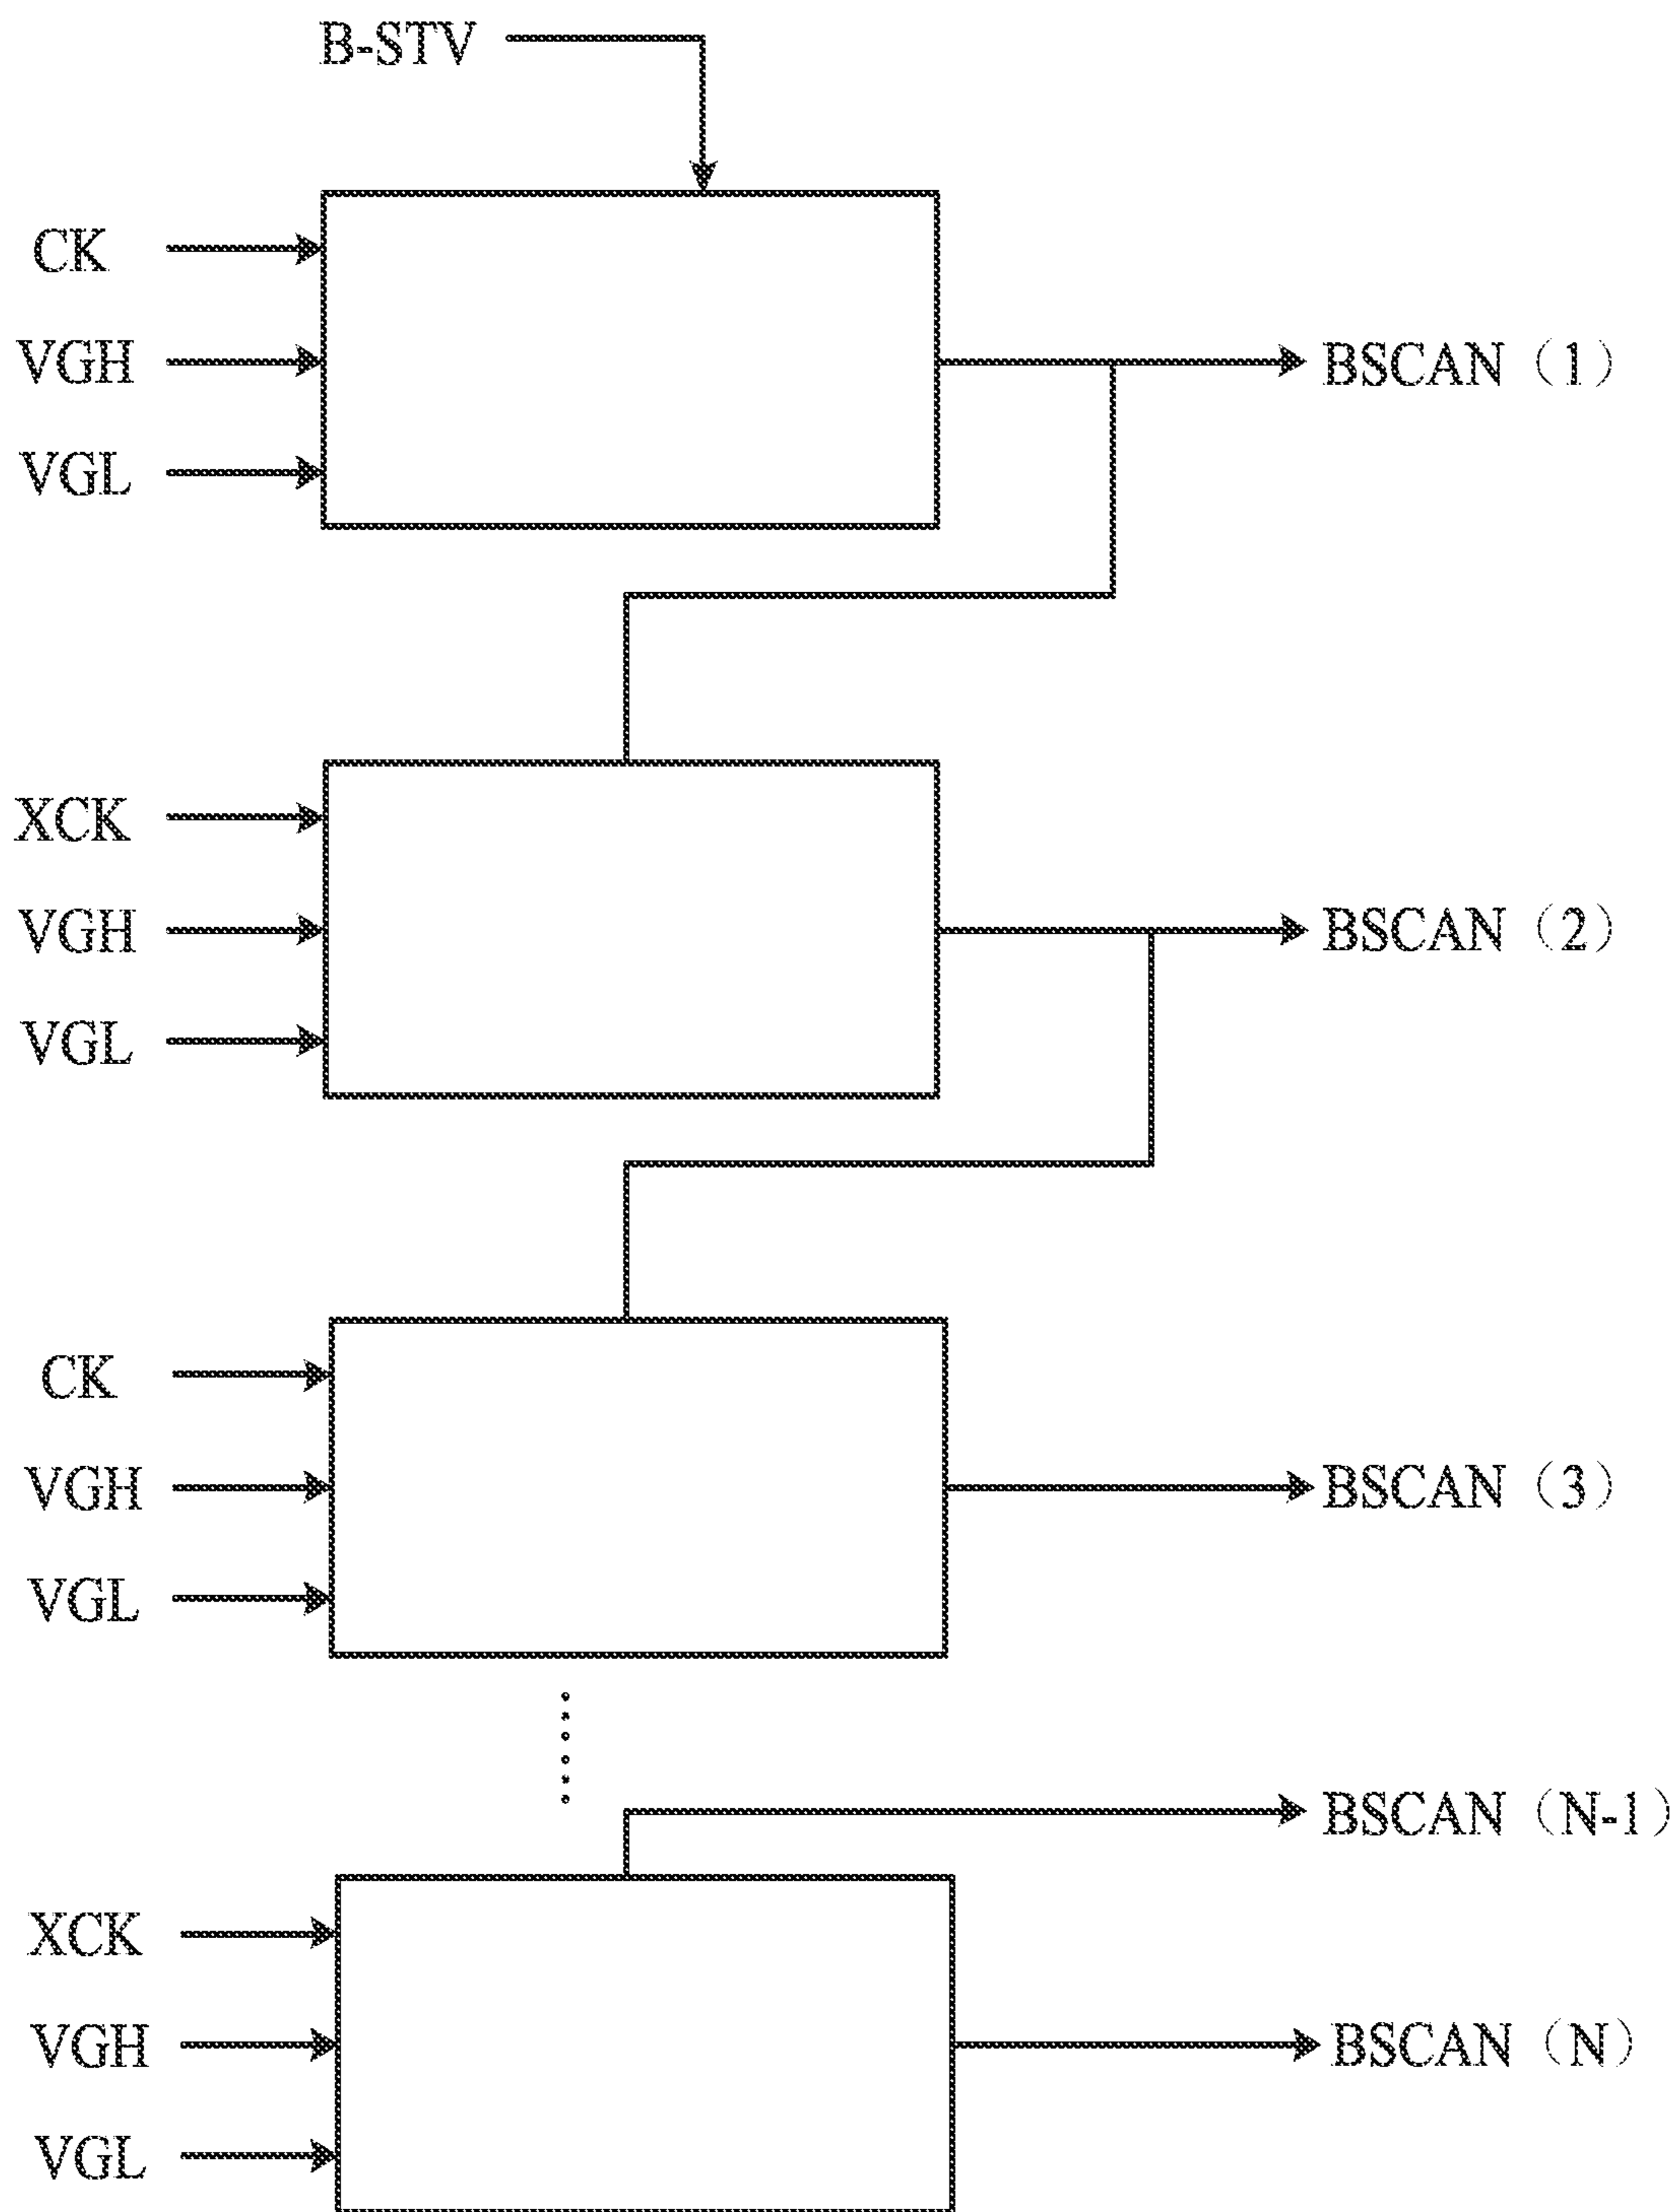 B-STV
CK
VGH
BSCAN（1）
VGL
XCK
VGH
BSCAN（2）
VGL
CK
VGH
BSCAN（3）
VGL
BSCAN（N-1）
XCK
VGH
BSCAN（N）
VGL